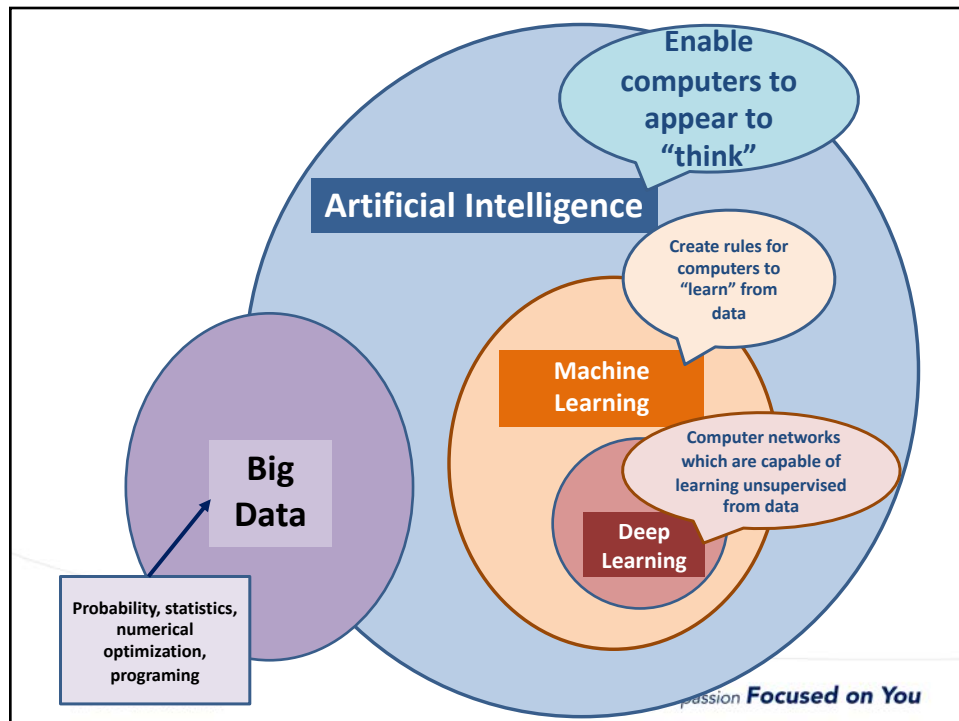 Enable
computers to
appear to
“think”
Artificial Intelligence
Create rules for
computers to
“learn” from
data
Machine
Learning
Computer networks
which are capable of
learning unsupervised
from data
Big
Data
Deep
Learning
Probability, statistics,
numerical
optimization,
programing
passion Focused on You